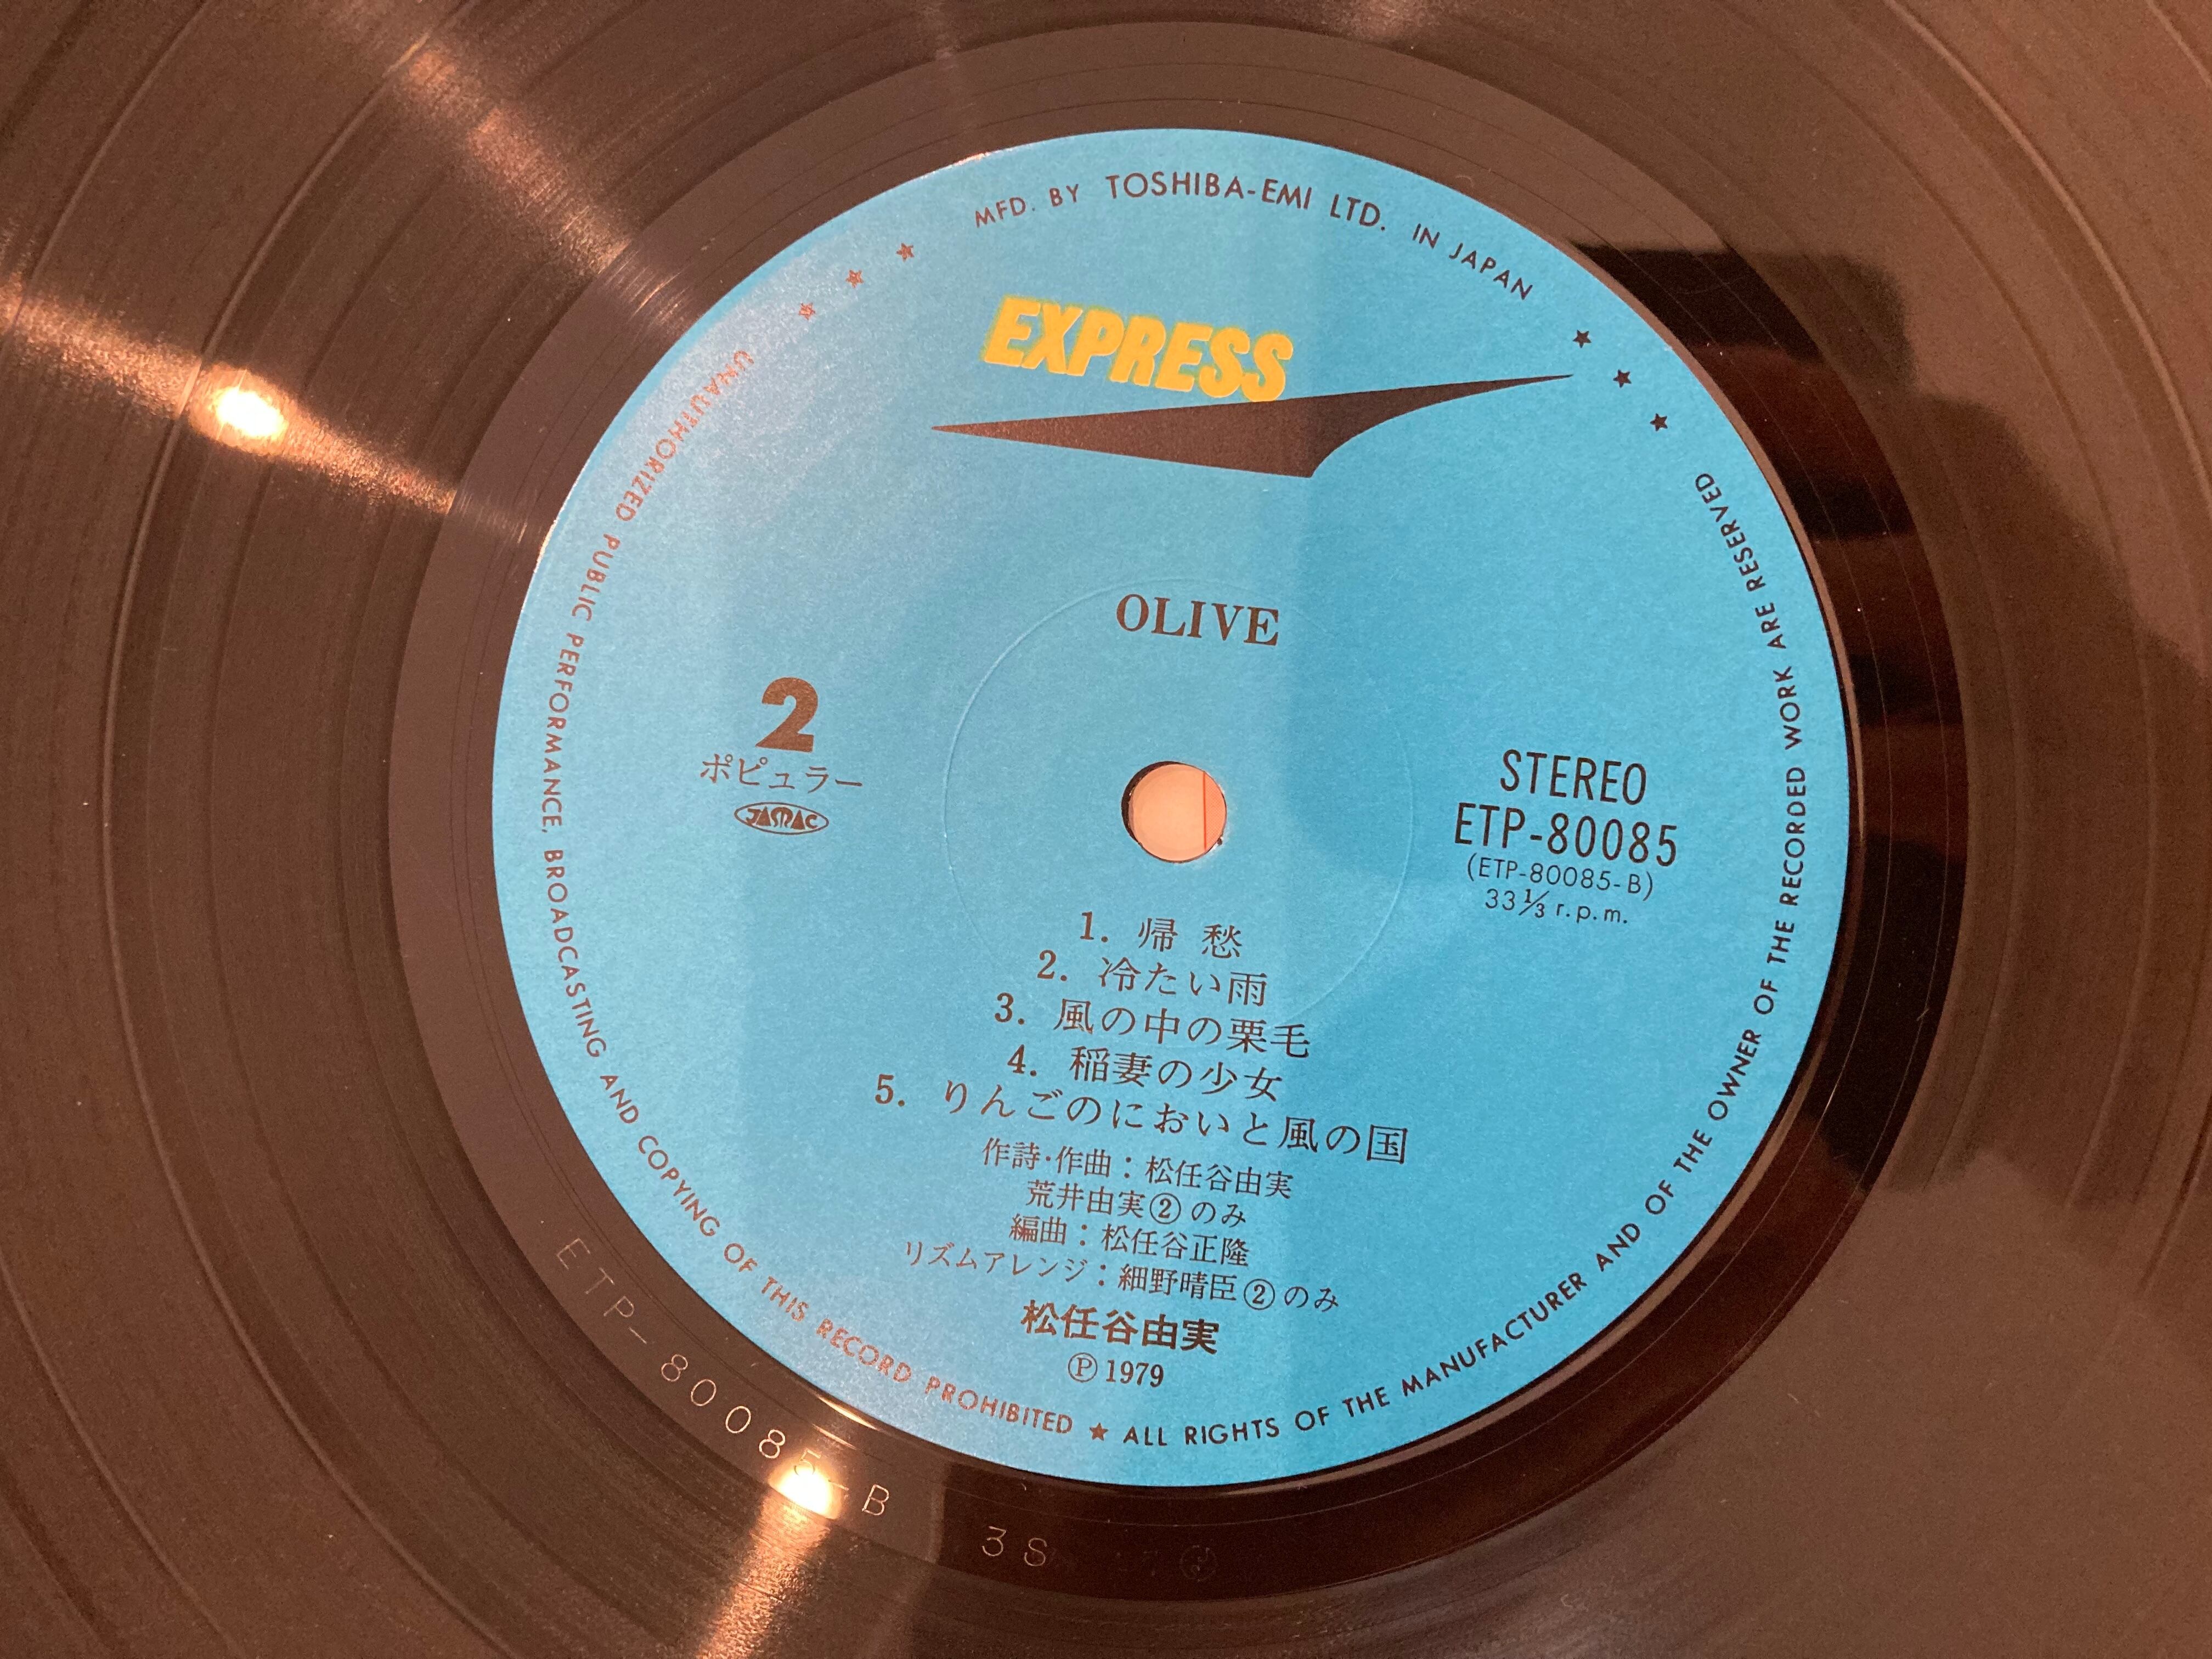 MFD. BY TOSHIBA-EMI LTD. IN JAPAN
EXPRESS
OLIVE
2
ポピュラー
JASRAC
STEREO
ETP-80085
(ETP-80085-B)
33⅓ r.p.m.
1. 帰愁
2. 冷たい雨
3. 風の中の栗毛
4. 稲妻の少女
5. りんごのにおいと風の国
作詩・作曲：松任谷由実
荒井由実②のみ
編曲：松任谷正隆
リズムアレンジ：細野晴臣②のみ
松任谷由実
Ⓟ1979
UNAUTHORIZED PUBLIC PERFORMANCE, BROADCASTING AND COPYING OF THIS RECORD PROHIBITED ★ ALL RIGHTS OF THE MANUFACTURER AND OF THE OWNER OF THE RECORDED WORK ARE RESERVED
ETP-80085-B 3S